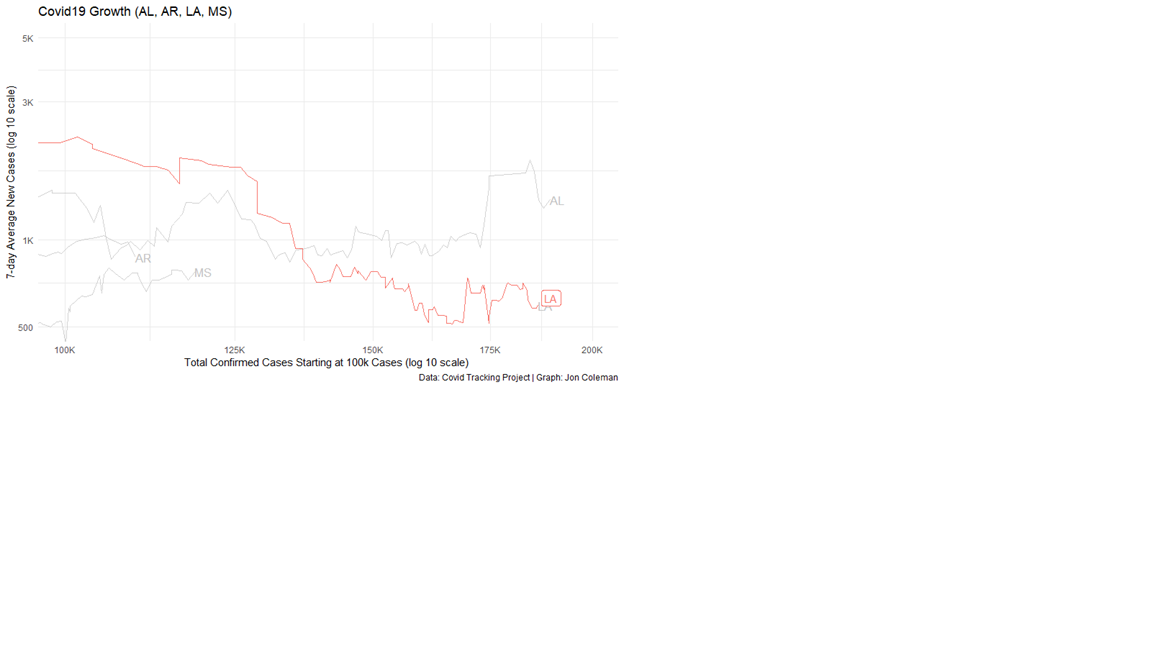 Covid19 Growth (AL, AR, LA, MS)
7-day Average New Cases (log 10 scale)
5K
3K
1K
500
AL
AR
MS
LA
100K
125K
150K
175K
200K
Total Confirmed Cases Starting at 100k Cases (log 10 scale)
Data: Covid Tracking Project | Graph: Jon Coleman